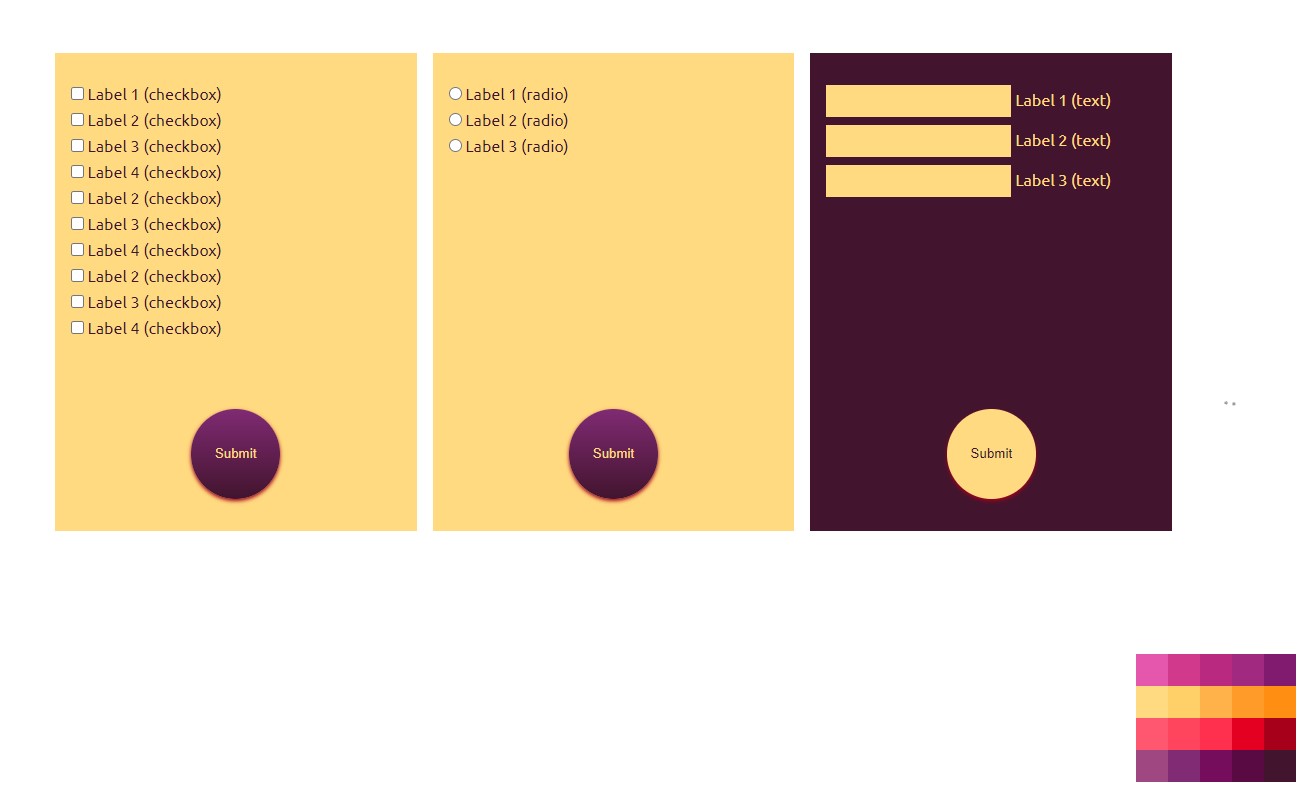 Label 1 (checkbox)
Label 2 (checkbox)
Label 3 (checkbox)
Label 4 (checkbox)
Label 2 (checkbox)
Label 3 (checkbox)
Label 4 (checkbox)
Label 2 (checkbox)
Label 3 (checkbox)
Label 4 (checkbox)
Submit
Label 1 (radio)
Label 2 (radio)
Label 3 (radio)
Submit
Label 1 (text)
Label 2 (text)
Label 3 (text)
Submit